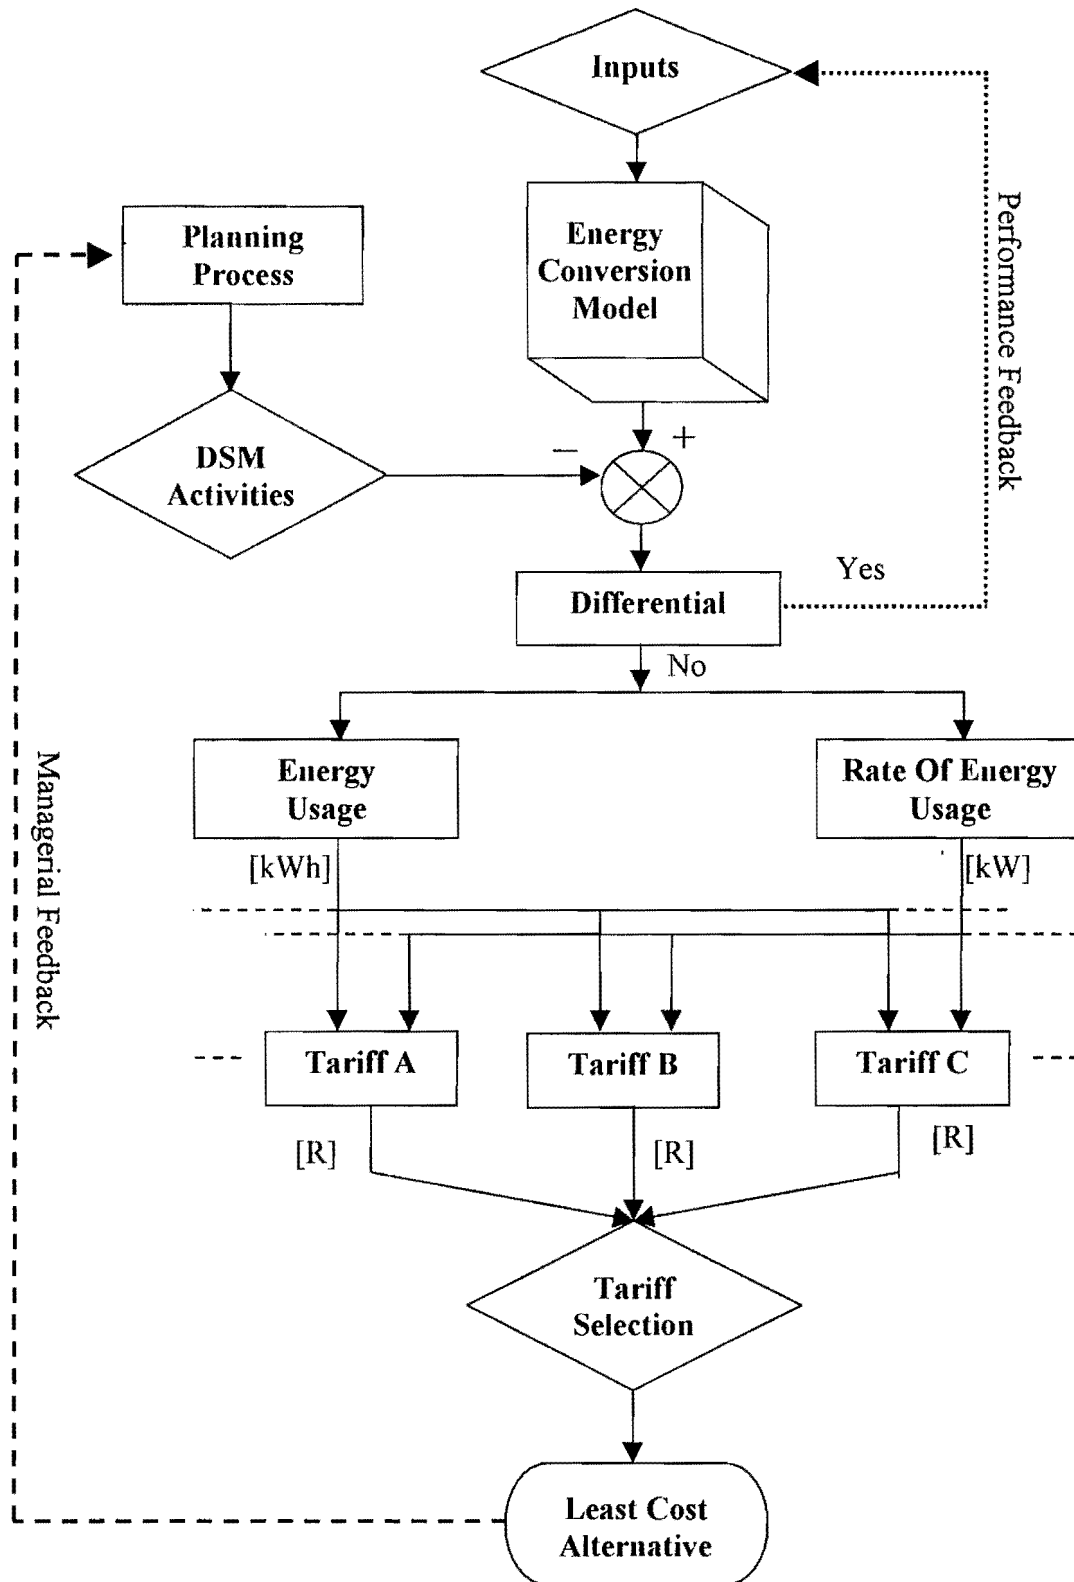 Inputs
Performance Feedback
Planning
Process
Energy
Conversion
Model
DSM
Activities
−
+
Differential
Yes
No
Energy
Usage
Rate Of Energy
Usage
[kWh]
[kW]
Managerial Feedback
Tariff A
Tariff B
Tariff C
[R]
[R]
[R]
Tariff
Selection
Least Cost
Alternative